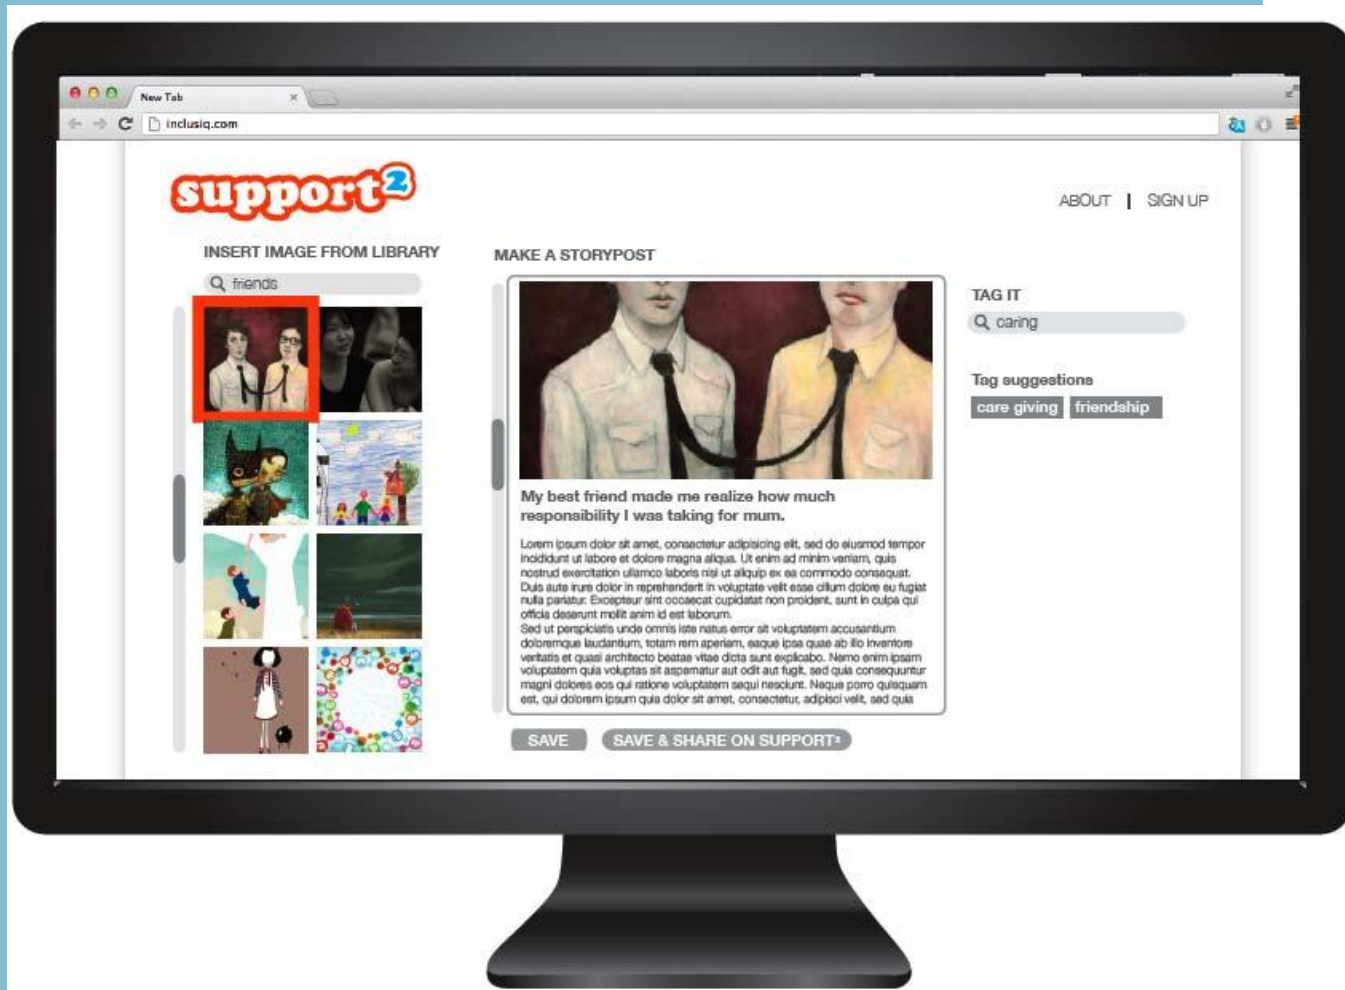 New Tab
inclusiq.com
support²
ABOUT | SIGN UP
INSERT IMAGE FROM LIBRARY
friends
MAKE A STORYPOST
My best friend made me realize how much
responsibility I was taking for mum.
Lorem ipsum dolor sit amet, consectetur adipisicing elit, sed do eiusmod tempor
incididunt ut labore et dolore magna aliqua. Ut enim ad minim veniam, quis
nostrud exercitation ullamco laboris nisi ut aliquip ex ea commodo consequat.
Duis aute irure dolor in reprehenderit in voluptate velit esse cillum dolore eu fugiat
nulla pariatur. Excepteur sint occaecat cupidatat non proident, sunt in culpa qui
officia deserunt mollit anim id est laborum.
Sed ut perspiciatis unde omnis iste natus error sit voluptatem accusantium
doloremque laudantium, totam rem aperiam, eaque ipsa quae ab illo inventore
veritatis et quasi architecto beatae vitae dicta sunt explicabo. Nemo enim ipsam
voluptatem quia voluptas sit aspernatur aut odit aut fugit, sed quia consequuntur
magni dolores eos qui ratione voluptatem sequi nesciunt. Neque porro quisquam
est, qui dolorem ipsum quia dolor sit amet, consectetur, adipisci velit, sed quia
SAVE
SAVE & SHARE ON SUPPORT²
TAG IT
caring
Tag suggestions
care giving friendship